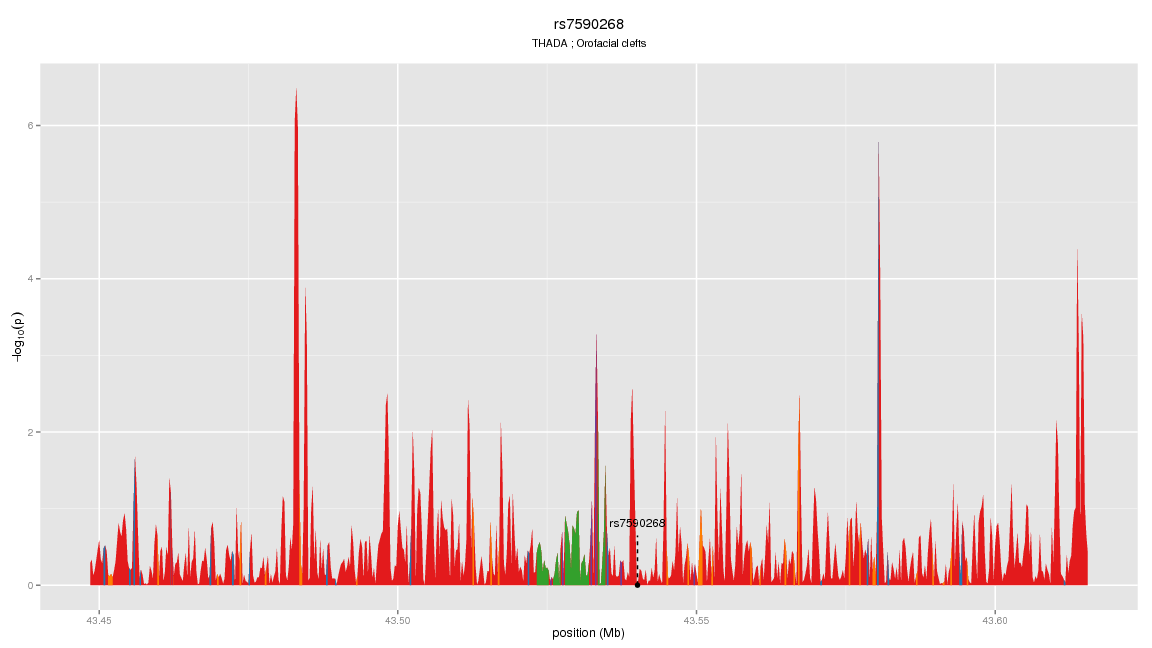 rs7590268
THADA ; Orofacial clefts
6
4
2
0
−log10(p)
rs7590268
43.45
43.50
43.55
43.60
position (Mb)